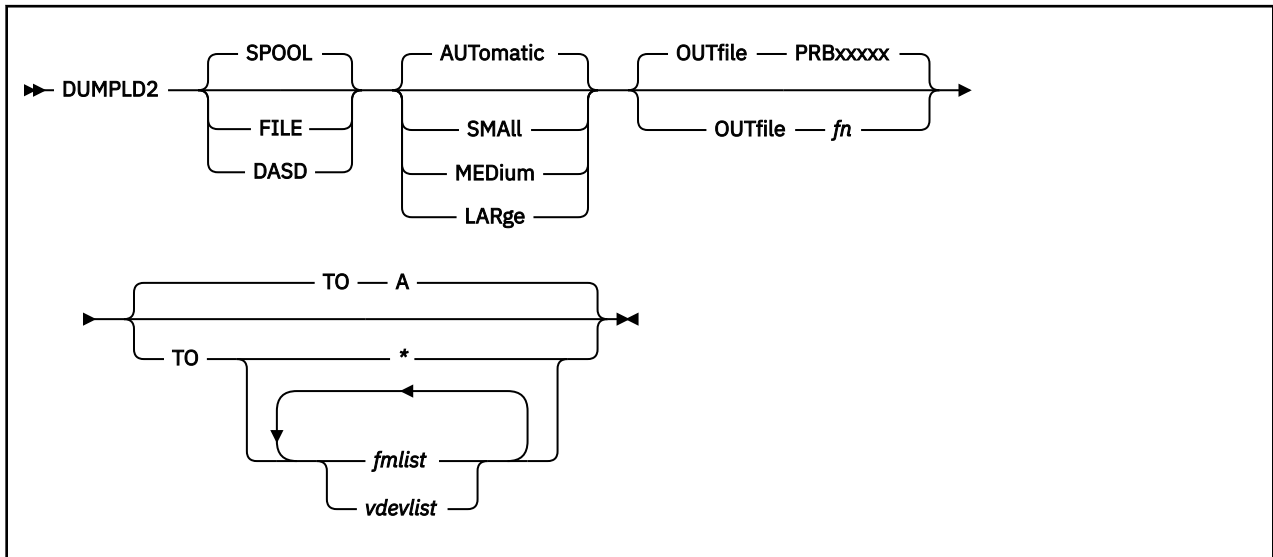 SPOOL AUTomatic OUTfile PRBxxxxx
DUMPLD2
FILE SMAll OUTfile fn
DASD MEDium
LARge
TO A
TO *
fmlist
vdevlist